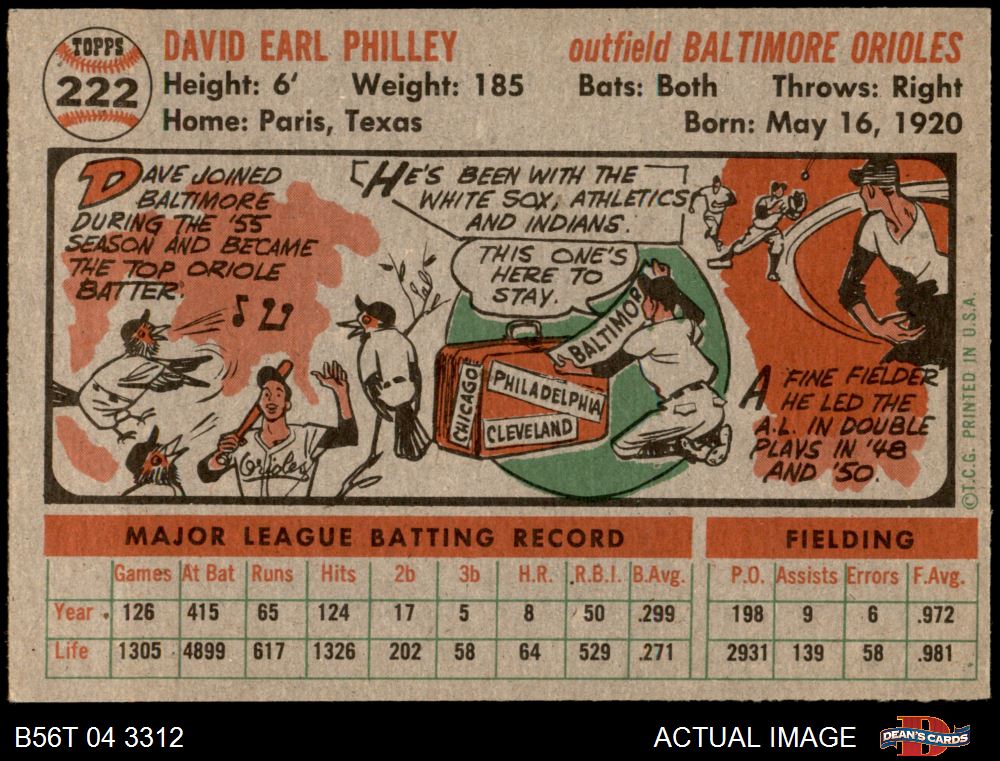 TOPPS
222
DAVID EARL PHILLEY
outfield BALTIMORE ORIOLES
Height: 6' Weight: 185 Bats: Both Throws: Right
Home: Paris, Texas Born: May 16, 1920
DAVE JOINED
BALTIMORE
DURING THE '55
SEASON AND BECAME
THE TOP ORIOLE
BATTER.
HE'S BEEN WITH THE
WHITE SOX, ATHLETICS
AND INDIANS.
THIS ONE'S
HERE TO
STAY.
BALTIMOR
CHICAGO
PHILADELPHIA
CLEVELAND
Orioles
A FINE FIELDER
HE LED THE
A.L. IN DOUBLE
PLAYS IN '48
AND '50.
©T.C.G. PRINTED IN U.S.A.
MAJOR LEAGUE BATTING RECORD FIELDING
Games At Bat Runs Hits 2b 3b H.R. R.B.I. B.Avg. P.O. Assists Errors F.Avg.
Year 126 415 65 124 17 5 8 50 .299 198 9 6 .972
Life 1305 4899 617 1326 202 58 64 529 .271 2931 139 58 .981
B56T 04 3312 ACTUAL IMAGE DEAN'S CARDS